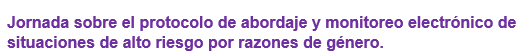 Jornada sobre el protocolo de abordaje y monitoreo electrónico de
situaciones de alto riesgo por razones de género.